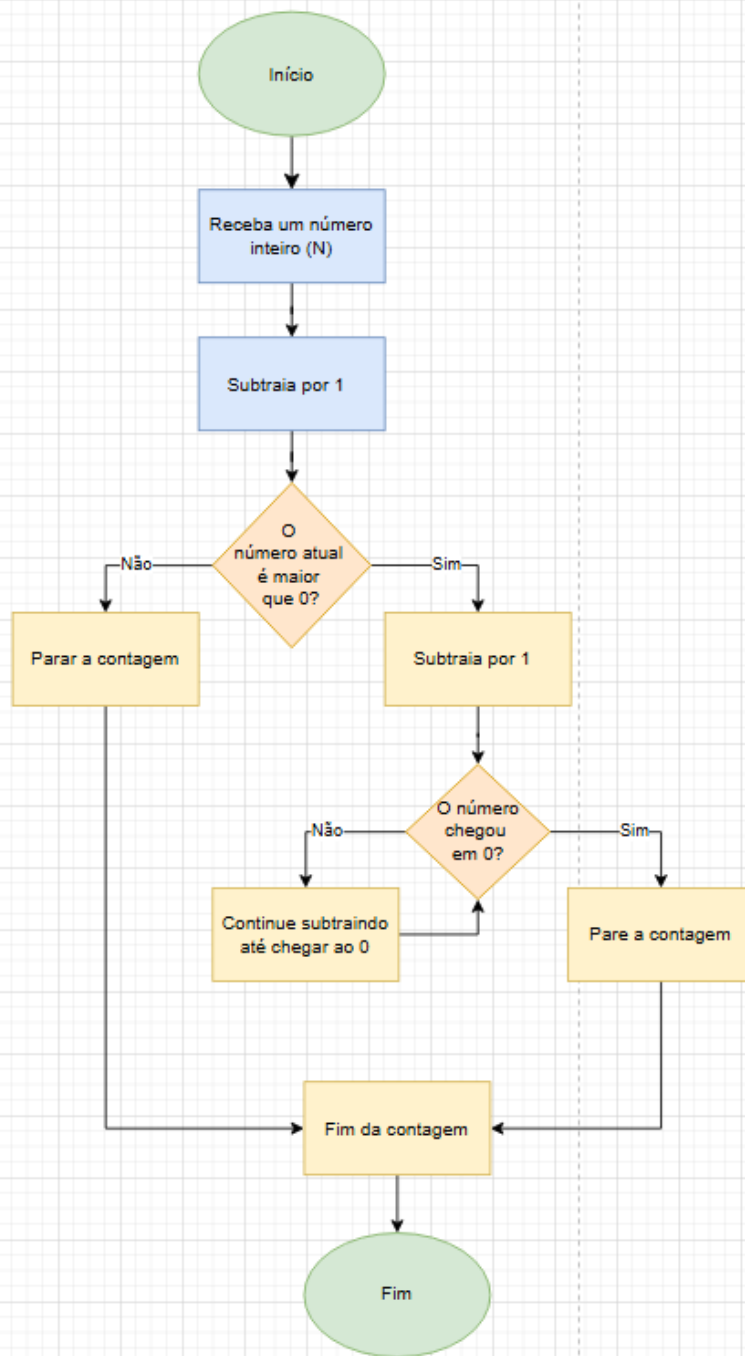 Início
Receba um número
inteiro (N)
Subtraia por 1
O
número atual
é maior
que 0?
Não
Sim
Parar a contagem
Subtraia por 1
O número
chegou
em 0?
Não
Sim
Continue subtraindo
até chegar ao 0
Pare a contagem
Fim da contagem
Fim